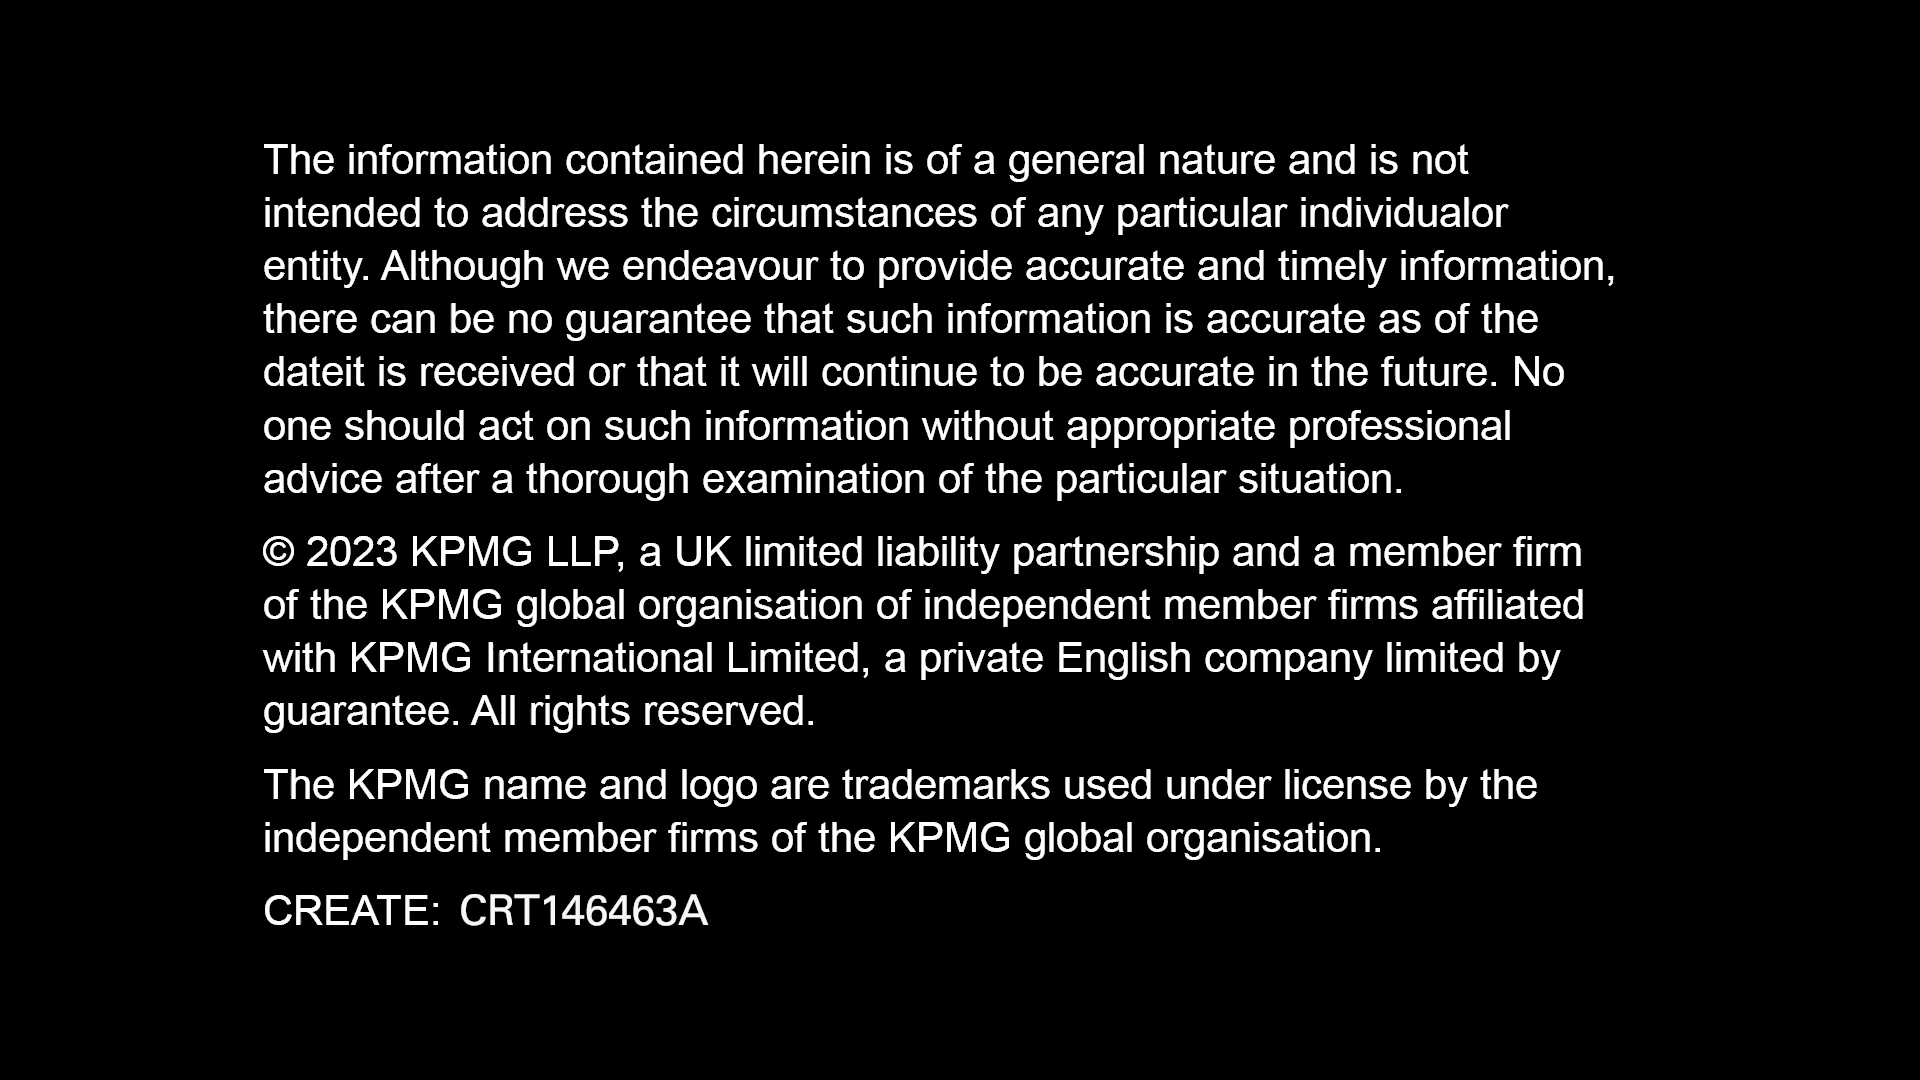 The information contained herein is of a general nature and is not
intended to address the circumstances of any particular individualor
entity. Although we endeavour to provide accurate and timely information,
there can be no guarantee that such information is accurate as of the
dateit is received or that it will continue to be accurate in the future. No
one should act on such information without appropriate professional
advice after a thorough examination of the particular situation.
© 2023 KPMG LLP, a UK limited liability partnership and a member firm
of the KPMG global organisation of independent member firms affiliated
with KPMG International Limited, a private English company limited by
guarantee. All rights reserved.
The KPMG name and logo are trademarks used under license by the
independent member firms of the KPMG global organisation.
CREATE: CRT146463A